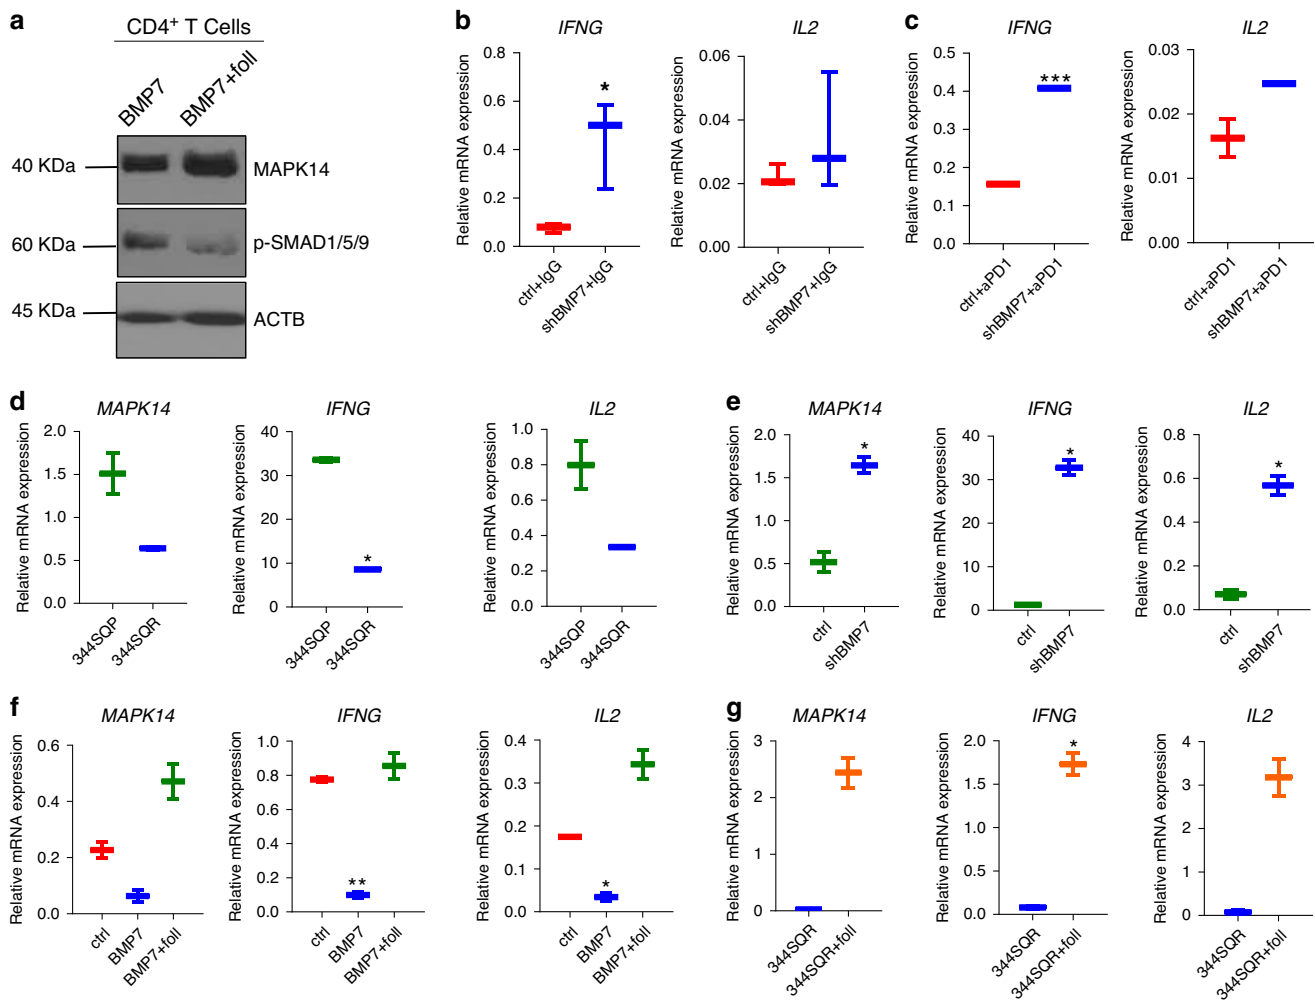 a
CD4+ T Cells
BMP7
BMP7+foll
40 KDa
MAPK14
60 KDa
p-SMAD1/5/9
45 KDa
ACTB
b
IFNG
Relative mRNA expression
0.8
0.6
0.4
0.2
0.0
*
ctrl+IgG
shBMP7+IgG
IL2
Relative mRNA expression
0.06
0.04
0.02
0.00
ctrl+IgG
shBMP7+IgG
c
IFNG
Relative mRNA expression
0.5
0.4
0.3
0.2
0.1
0.0
***
ctrl+aPD1
shBMP7+aPD1
IL2
Relative mRNA expression
0.03
0.02
0.01
0.00
ctrl+aPD1
shBMP7+aPD1
d
MAPK14
Relative mRNA expression
2.0
1.5
1.0
0.5
0.0
344SQP
344SQR
IFNG
Relative mRNA expression
40
30
20
10
0
*
344SQP
344SQR
IL2
Relative mRNA expression
1.0
0.8
0.6
0.4
0.2
0.0
344SQP
344SQR
e
MAPK14
Relative mRNA expression
2.0
1.5
1.0
0.5
0.0
*
ctrl
shBMP7
IFNG
Relative mRNA expression
40
30
20
10
0
*
ctrl
shBMP7
IL2
Relative mRNA expression
0.8
0.6
0.4
0.2
0.0
*
ctrl
shBMP7
f
MAPK14
Relative mRNA expression
0.6
0.4
0.2
0.0
ctrl
BMP7
BMP7+foll
IFNG
Relative mRNA expression
1.0
0.8
0.6
0.4
0.2
0.0
**
ctrl
BMP7
BMP7+foll
IL2
Relative mRNA expression
0.4
0.3
0.2
0.1
0.0
*
ctrl
BMP7
BMP7+foll
g
MAPK14
Relative mRNA expression
3
2
1
0
344SQR
344SQR+foll
IFNG
Relative mRNA expression
2.0
1.5
1.0
0.5
0.0
*
344SQR
344SQR+foll
IL2
Relative mRNA expression
4
3
2
1
0
344SQR
344SQR+foll